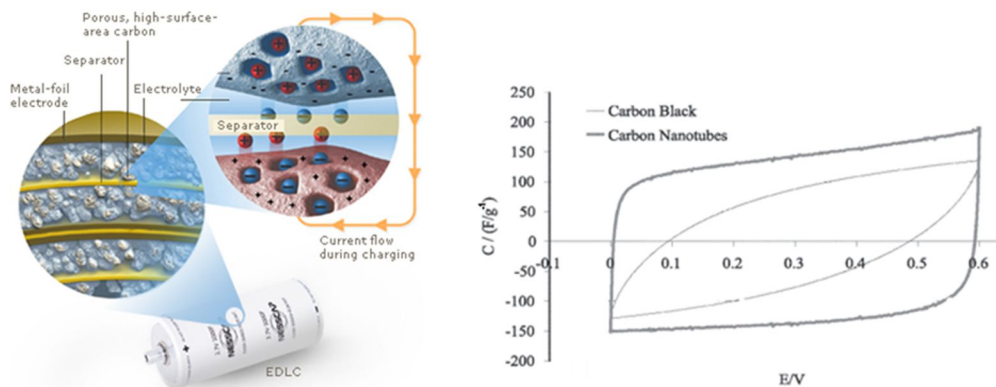 Porous, high-surface-
area carbon
Separator
Metal-foil
electrode
Electrolyte
Separator
Current flow
during charging
NESSCAP
EDLC
250
200
150
100
50
0
-50
-100
-150
-200
-0.1
0
0.1
0.2
0.3
0.4
0.5
0.6
C / (F/g⁻¹)
E/V
Carbon Black
Carbon Nanotubes